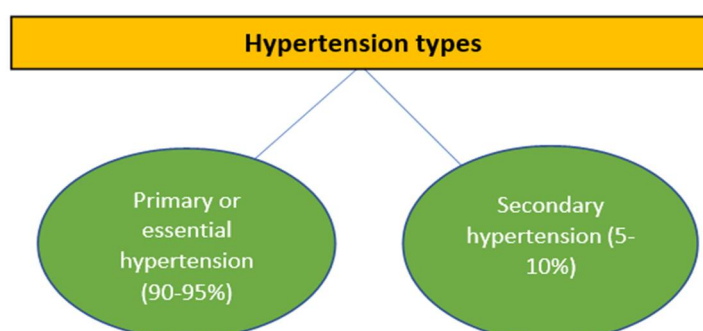 Hypertension types
Primary or
essential
hypertension
(90-95%)
Secondary
hypertension (5-
10%)